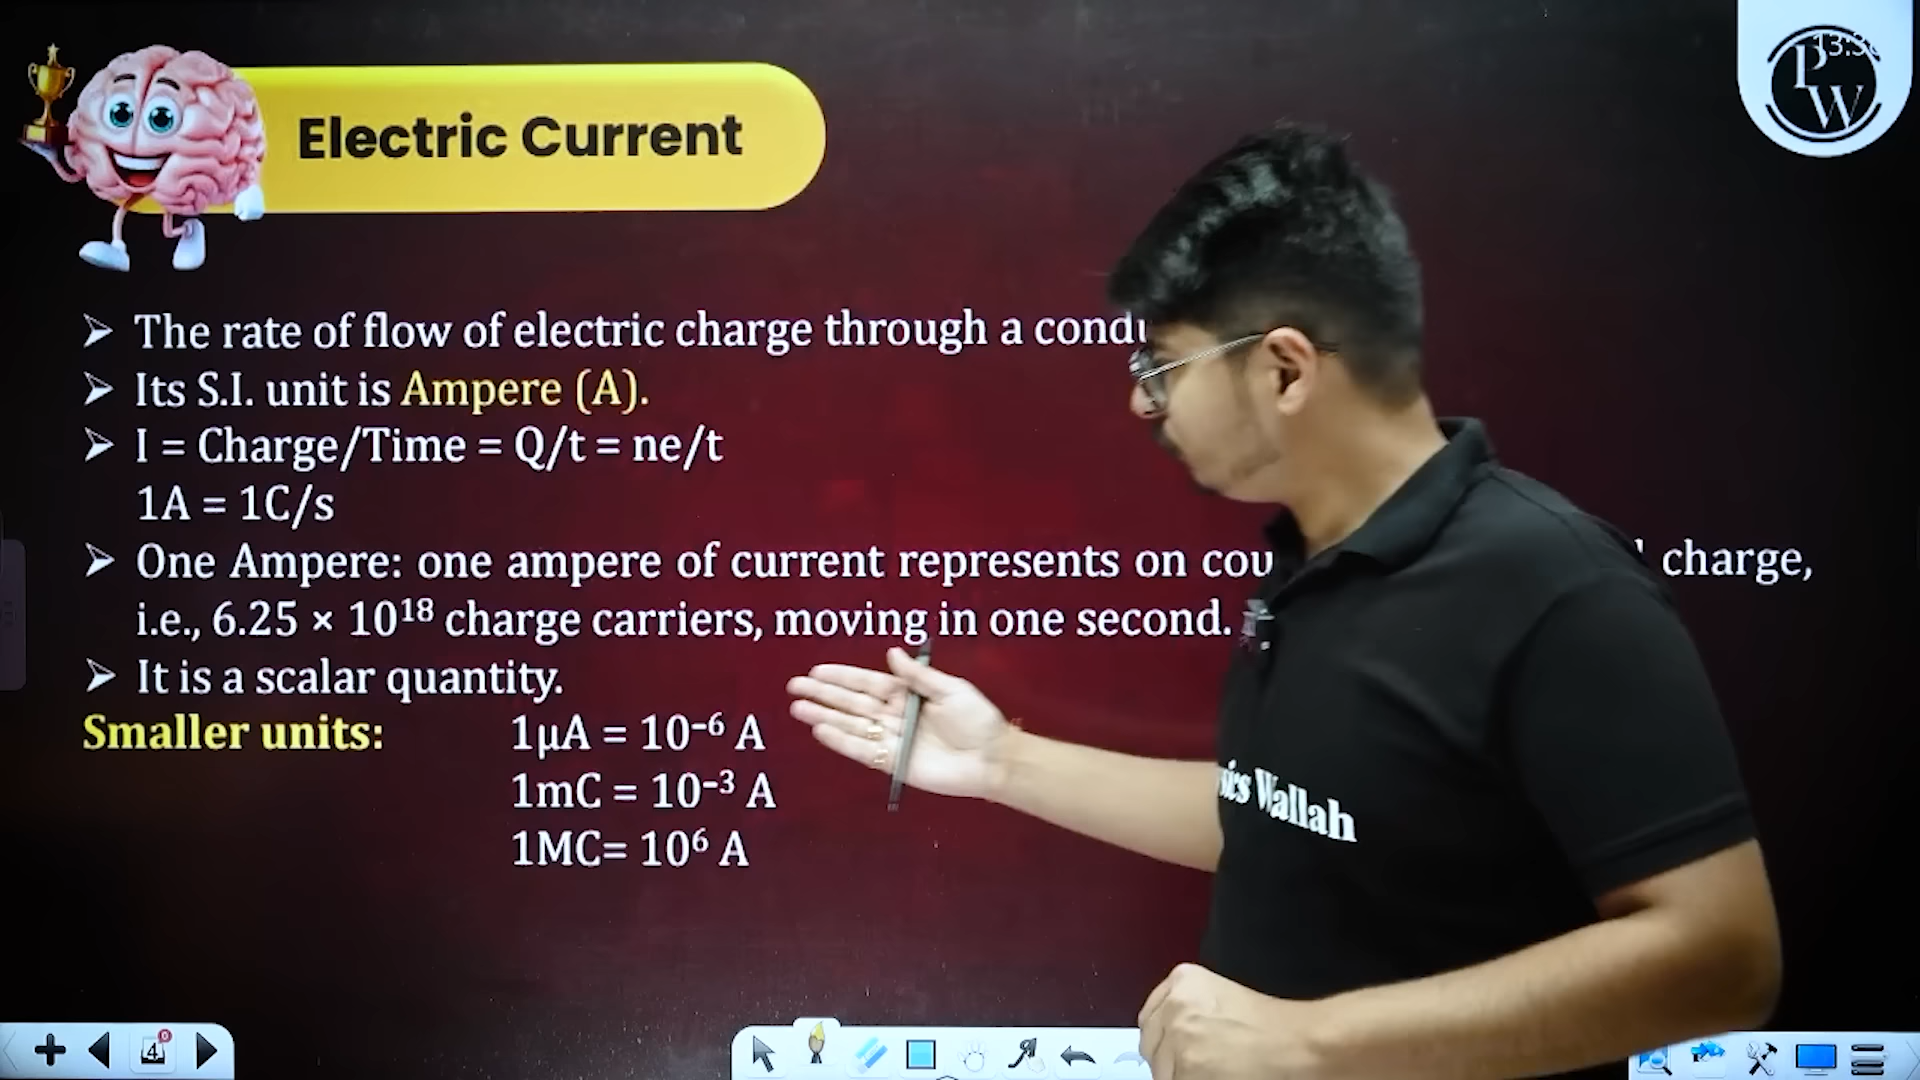 Electric Current
PW
➤ The rate of flow of electric charge through a
➤ Its S.I. unit is Ampere (A).
➤ I = Charge/Time = Q/t = ne/t
1A = 1C/s
➤ One Ampere: one ampere of current represents on charge,
i.e., 6.25 × 10¹⁸ charge carriers, moving in one second.
➤ It is a scalar quantity.
Smaller units: 1μA = 10⁻⁶ A
1mC = 10⁻³ A
1MC= 10⁶ A
Wallah
4